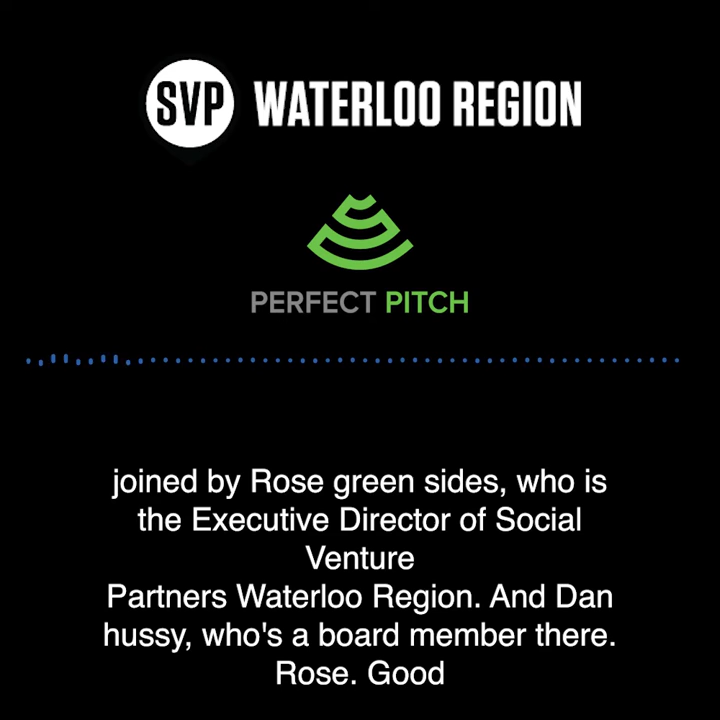 SVP WATERLOO REGION
PERFECT PITCH
joined by Rose green sides, who is
the Executive Director of Social
Venture
Partners Waterloo Region. And Dan
hussy, who's a board member there.
Rose. Good